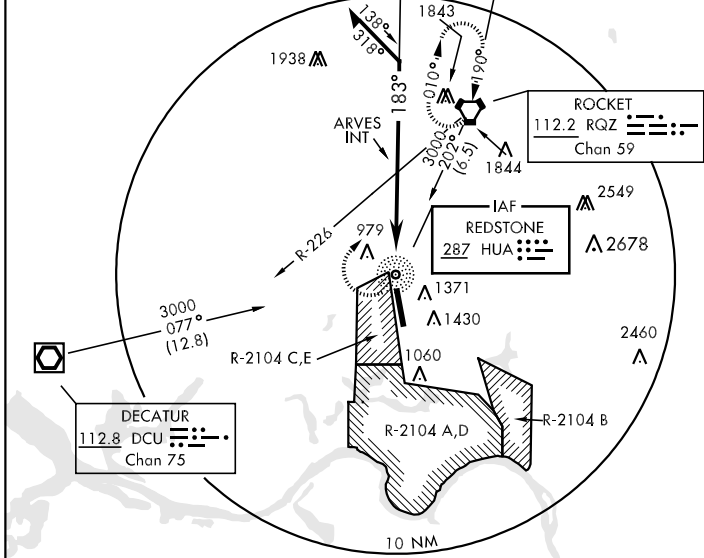 138°
318°
1843
1938
183°
010°
190°
ROCKET
112.2 RQZ
Chan 59
ARVES
INT
3000
202°
(6.5)
1844
R-226
979
IAF
REDSTONE
287 HUA
2549
2678
1371
1430
3000
077°
(12.8)
R-2104 C,E
1060
2460
DECATUR
112.8 DCU
Chan 75
R-2104 A,D
R-2104 B
10 NM